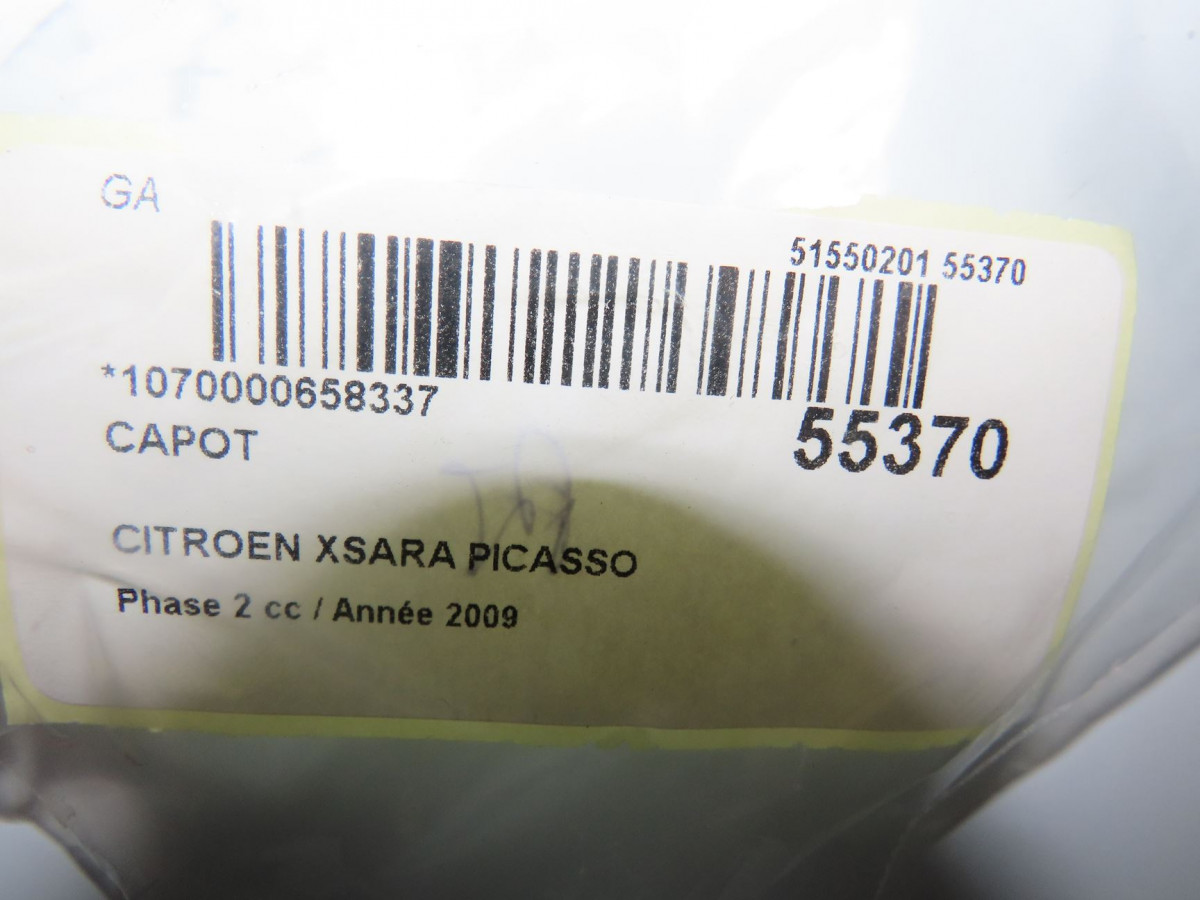 GA
51550201 55370
*1070000658337
55370
CAPOT
CITROEN XSARA PICASSO
Phase 2 cc / Année 2009